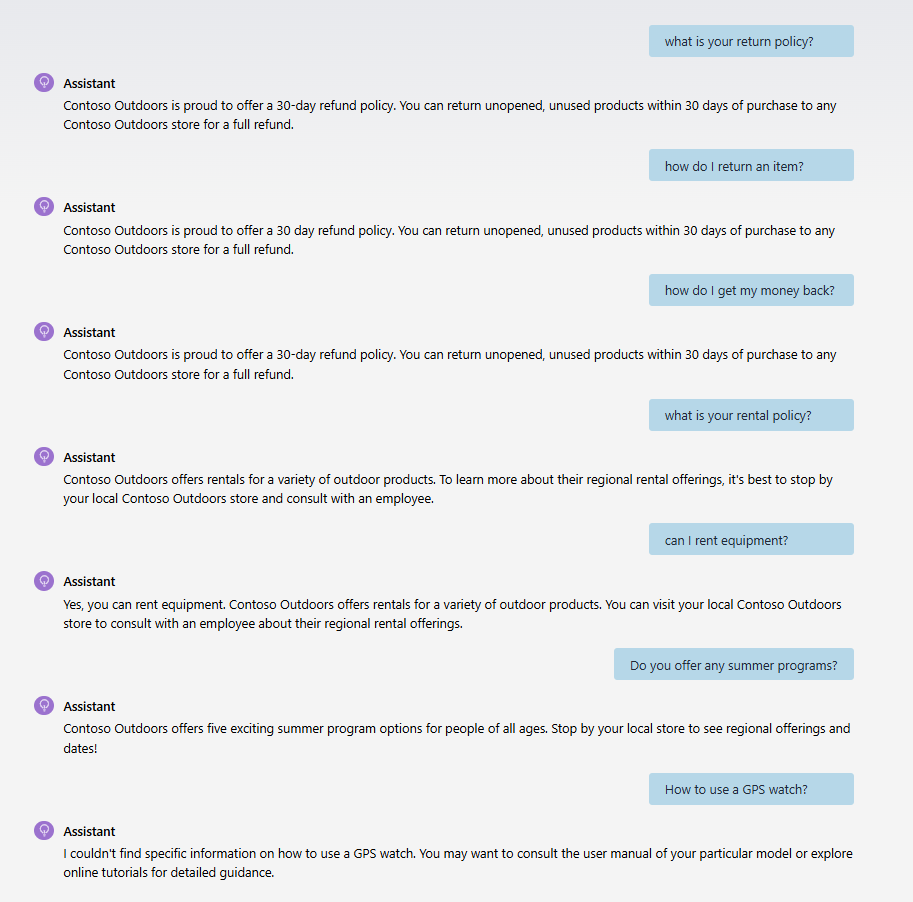 what is your return policy?
Assistant
Contoso Outdoors is proud to offer a 30-day refund policy. You can return unopened, unused products within 30 days of purchase to any
Contoso Outdoors store for a full refund.
how do I return an item?
Assistant
Contoso Outdoors is proud to offer a 30 day refund policy. You can return unopened, unused products within 30 days of purchase to any
Contoso Outdoors store for a full refund.
how do I get my money back?
Assistant
Contoso Outdoors is proud to offer a 30-day refund policy. You can return unopened, unused products within 30 days of purchase to any
Contoso Outdoors store for a full refund.
what is your rental policy?
Assistant
Contoso Outdoors offers rentals for a variety of outdoor products. To learn more about their regional rental offerings, it's best to stop by
your local Contoso Outdoors store and consult with an employee.
can I rent equipment?
Assistant
Yes, you can rent equipment. Contoso Outdoors offers rentals for a variety of outdoor products. You can visit your local Contoso Outdoors
store to consult with an employee about their regional rental offerings.
Do you offer any summer programs?
Assistant
Contoso Outdoors offers five exciting summer program options for people of all ages. Stop by your local store to see regional offerings and
dates!
How to use a GPS watch?
Assistant
I couldn't find specific information on how to use a GPS watch. You may want to consult the user manual of your particular model or explore
online tutorials for detailed guidance.